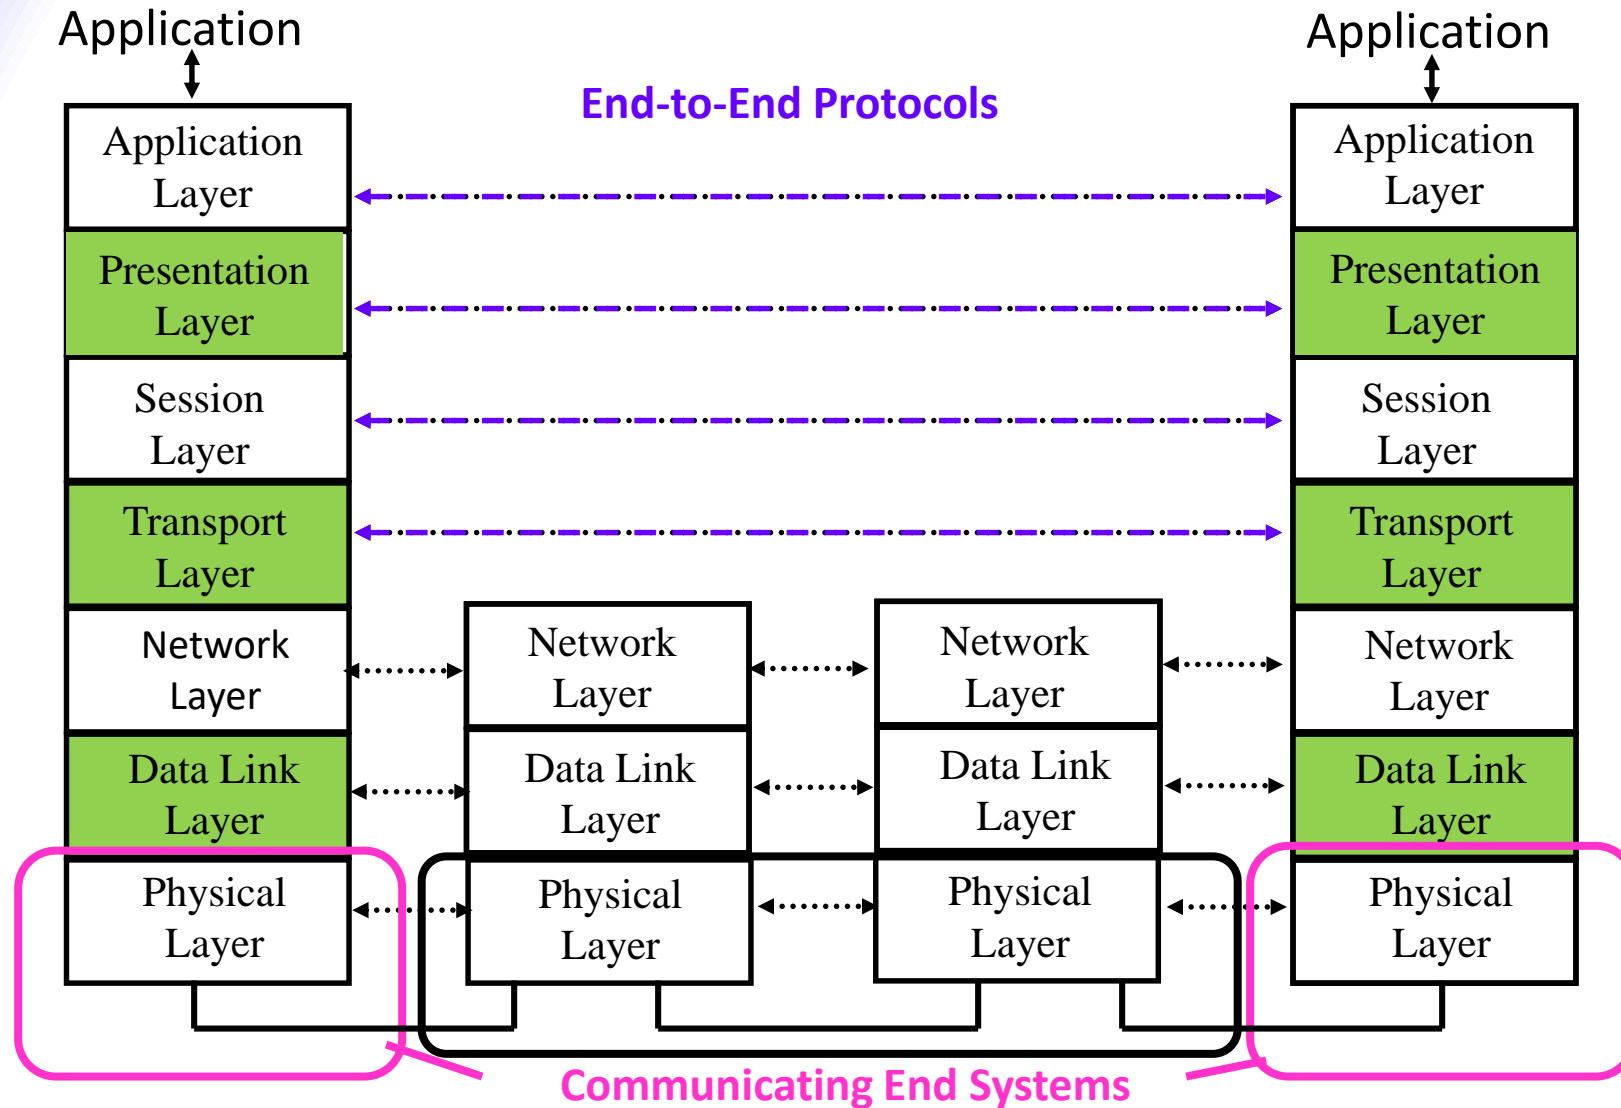 Application
Application
End-to-End Protocols
Application
Layer
Application
Layer
Presentation
Layer
Presentation
Layer
Session
Layer
Session
Layer
Transport
Layer
Transport
Layer
Network
Layer
Network
Layer
Network
Layer
Network
Layer
Data Link
Layer
Data Link
Layer
Data Link
Layer
Data Link
Layer
Physical
Layer
Physical
Layer
Physical
Layer
Physical
Layer
Communicating End Systems